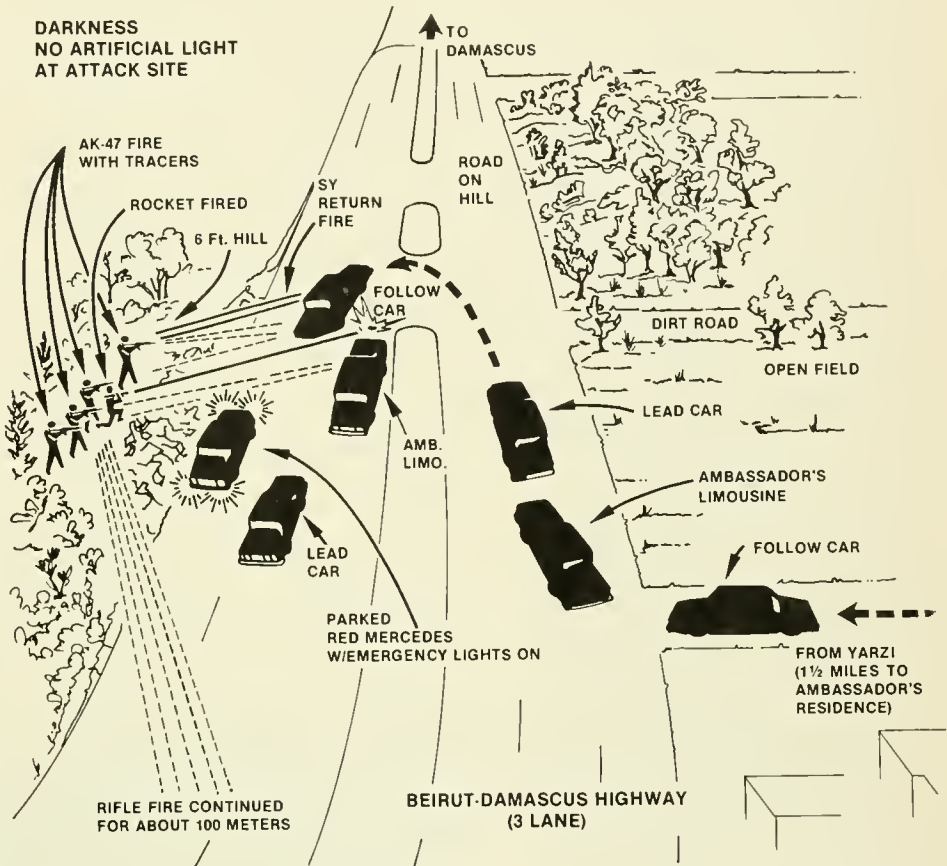 DARKNESS
NO ARTIFICIAL LIGHT
AT ATTACK SITE
TO
DAMASCUS
AK-47 FIRE
WITH TRACERS
ROCKET FIRED
6 Ft. HILL
SY
RETURN
FIRE
ROAD
ON
HILL
FOLLOW
CAR
DIRT ROAD
OPEN FIELD
LEAD CAR
AMB.
LIMO.
AMBASSADOR'S
LIMOUSINE
LEAD
CAR
FOLLOW CAR
PARKED
RED MERCEDES
W/EMERGENCY LIGHTS ON
FROM YARZI
(1½ MILES TO
AMBASSADOR'S
RESIDENCE)
RIFLE FIRE CONTINUED
FOR ABOUT 100 METERS
BEIRUT-DAMASCUS HIGHWAY
(3 LANE)